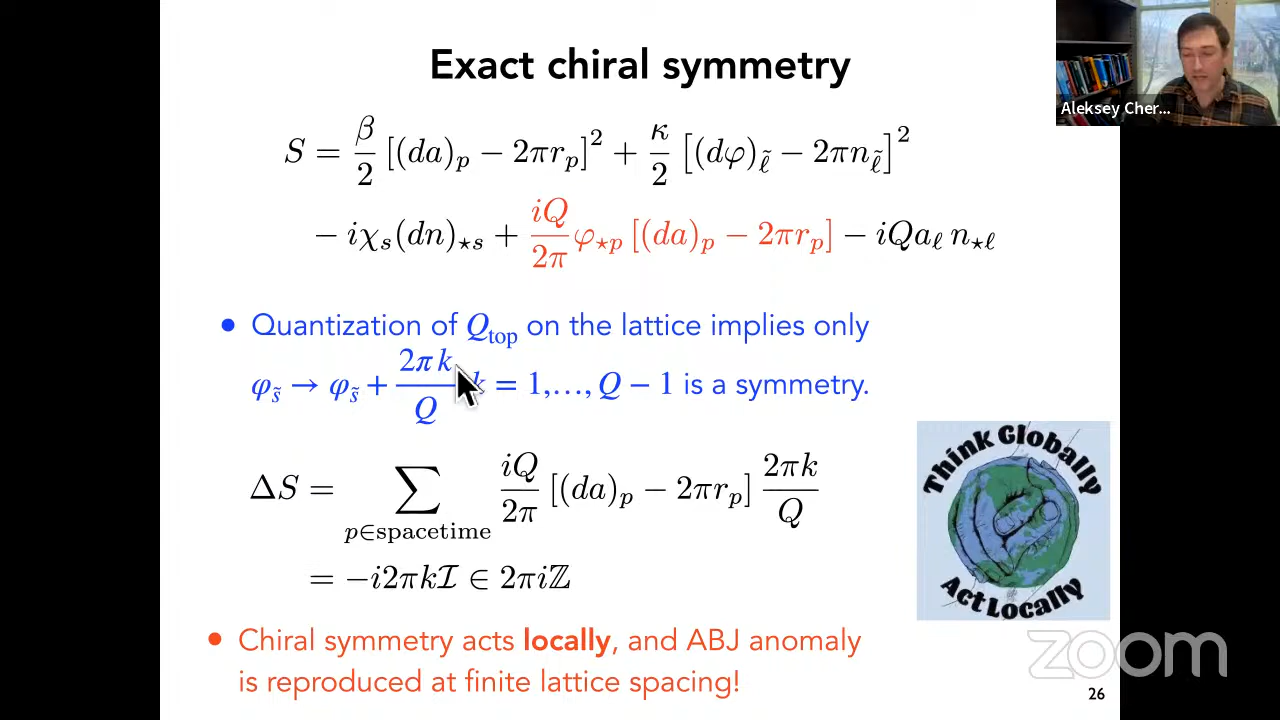 Exact chiral symmetry
Aleksey Cher...
S = β/2 [(da)_p − 2πr_p]² + κ/2 [(dφ)_ℓ̃ − 2πn_ℓ̃]²
− iχ_s(dn)_⋆s + iQ/2π φ_⋆p [(da)_p − 2πr_p] − iQa_ℓ n_⋆ℓ
• Quantization of Q_top on the lattice implies only
φ_s̃ → φ_s̃ + 2πk/Q k = 1,…, Q − 1 is a symmetry.
ΔS = ∑_{p∈spacetime} iQ/2π [(da)_p − 2πr_p] 2πk/Q
= −i2πkℐ ∈ 2πiℤ
Think Globally
Act Locally
• Chiral symmetry acts locally, and ABJ anomaly
is reproduced at finite lattice spacing!
zoom
26